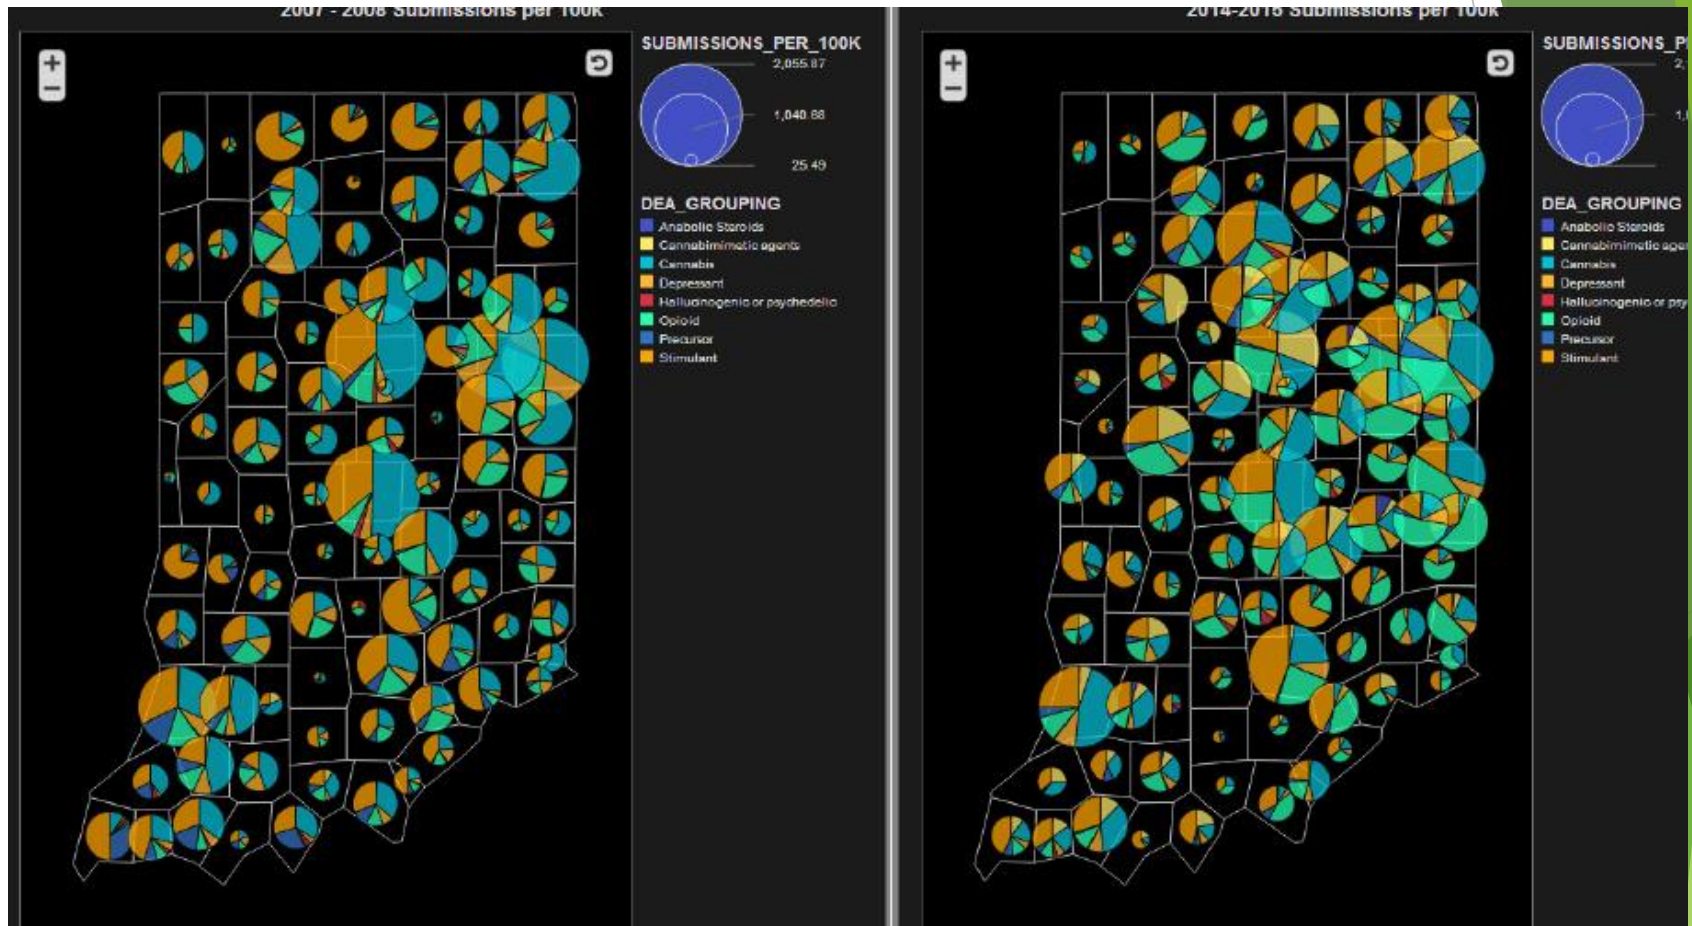 2007 - 2008 Submissions per 100k
+
−
SUBMISSIONS_PER_100K
2,055.87
1,040.68
25.49
DEA_GROUPING
Anabolic Steroids
Cannabimimetic agents
Cannabis
Depressant
Hallucinogenic or psychedelic
Opioid
Precursor
Stimulant
2014-2015 Submissions per 100k
+
−
SUBMISSIONS_P
2,
1,
DEA_GROUPING
Anabolic Steroids
Cannabimimetic age
Cannabis
Depressant
Hallucinogenic or psy
Opioid
Precursor
Stimulant